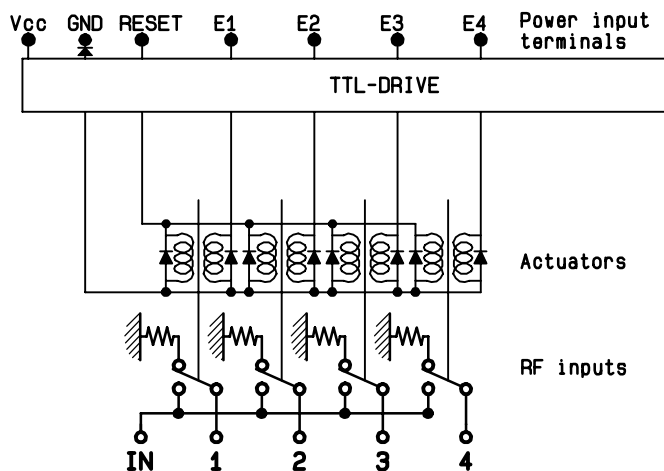 Vcc GND RESET E1 E2 E3 E4 Power input
terminals
TTL-DRIVE
Actuators
RF inputs
IN 1 2 3 4